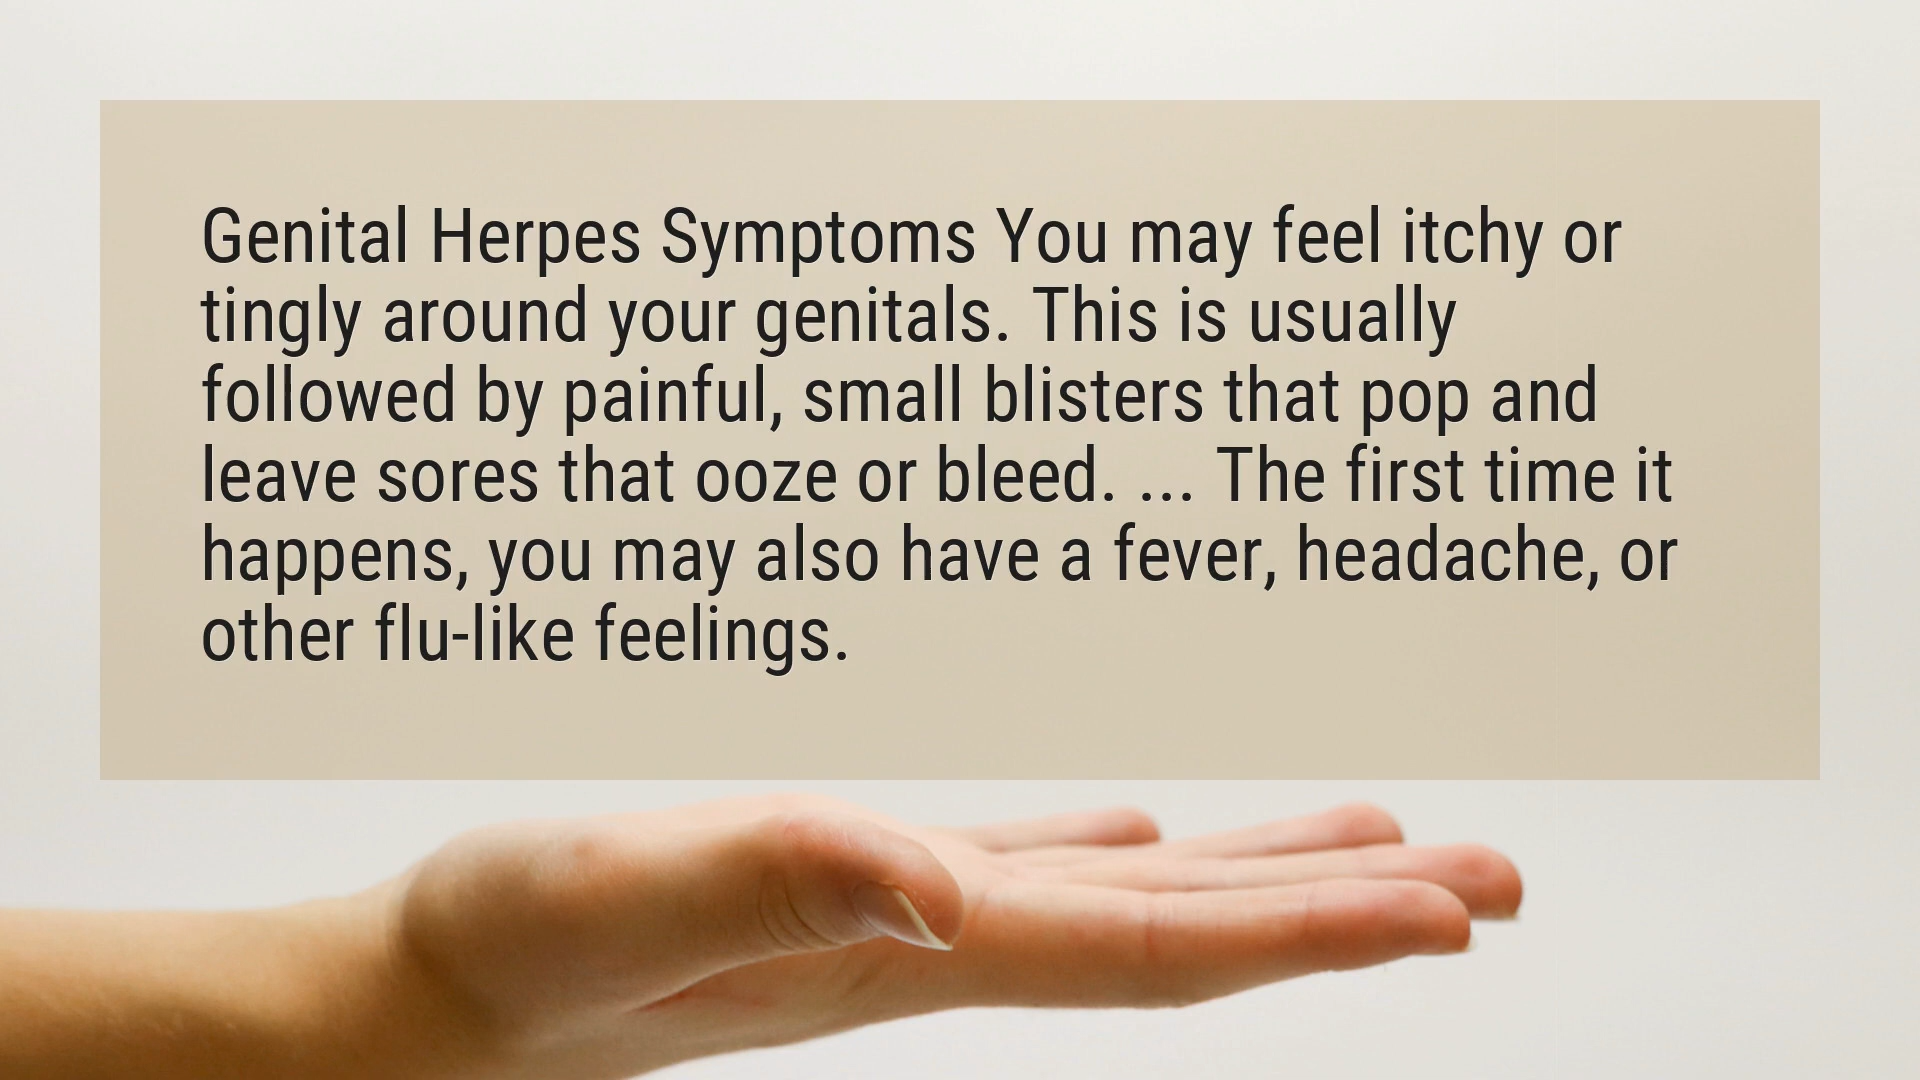 Genital Herpes Symptoms You may feel itchy or
tingly around your genitals. This is usually
followed by painful, small blisters that pop and
leave sores that ooze or bleed. ... The first time it
happens, you may also have a fever, headache, or
other flu-like feelings.